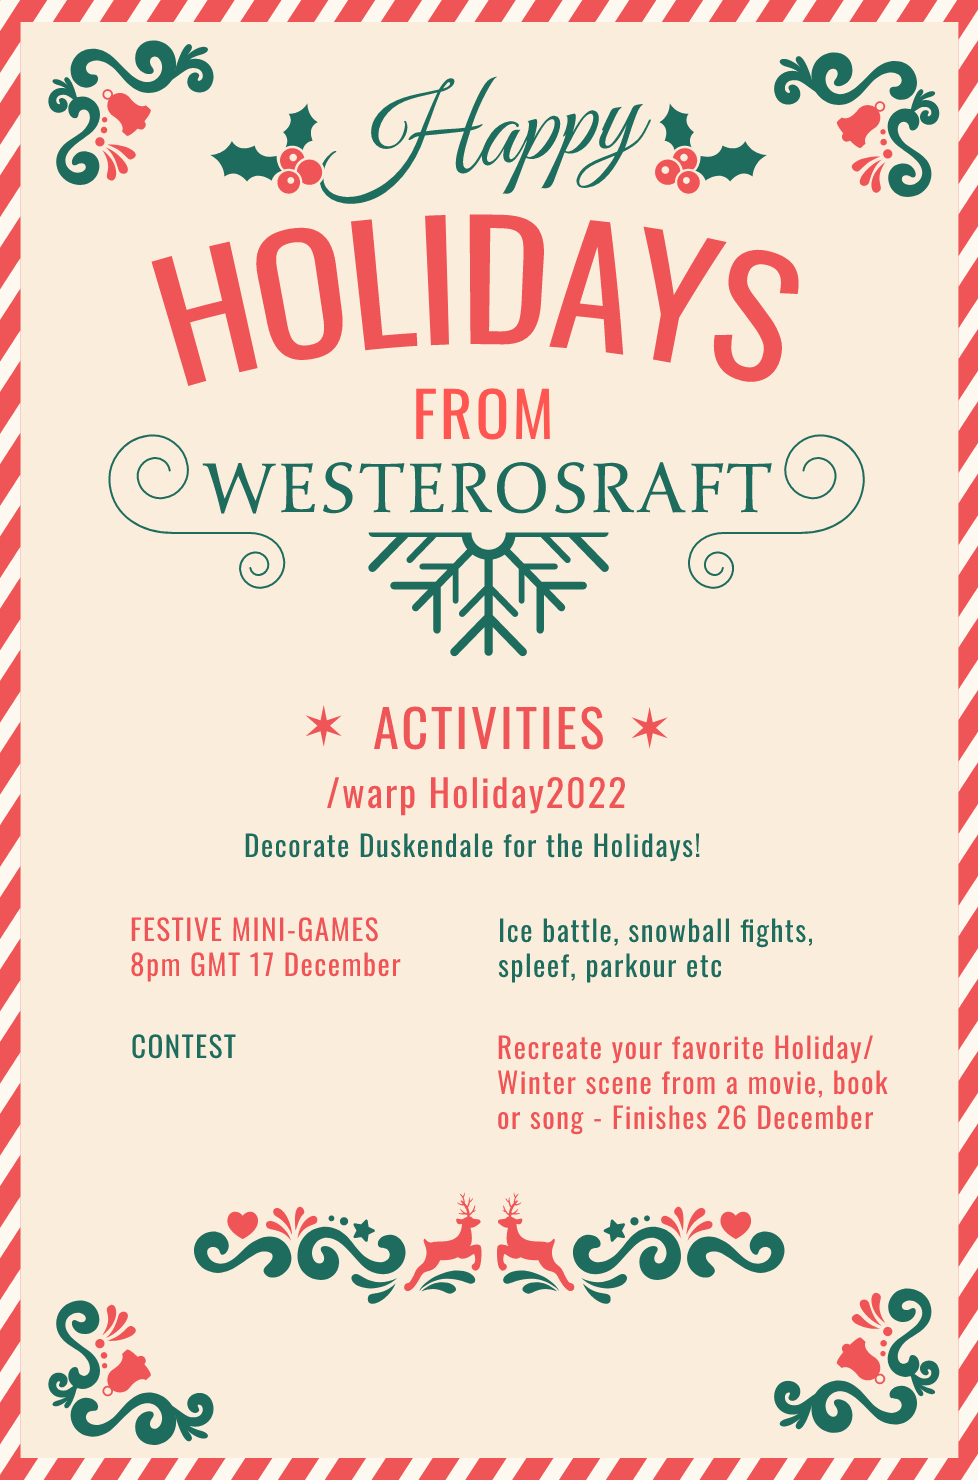 Happy
HOLIDAYS
FROM
WESTEROSRAFT
ACTIVITIES
/warp Holiday2022
Decorate Duskendale for the Holidays!
FESTIVE MINI-GAMES
8pm GMT 17 December
Ice battle, snowball fights,
spleef, parkour etc
CONTEST
Recreate your favorite Holiday/
Winter scene from a movie, book
or song - Finishes 26 December